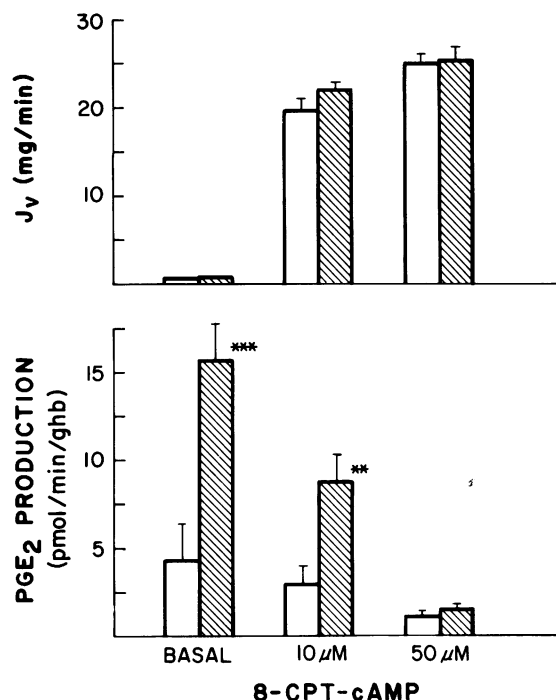 30
20
10
Jv (mg/min)
***
**
15
10
5
PGE2 PRODUCTION
(pmol/min/ghb)
BASAL 10 μM 50 μM
8-CPT-cAMP